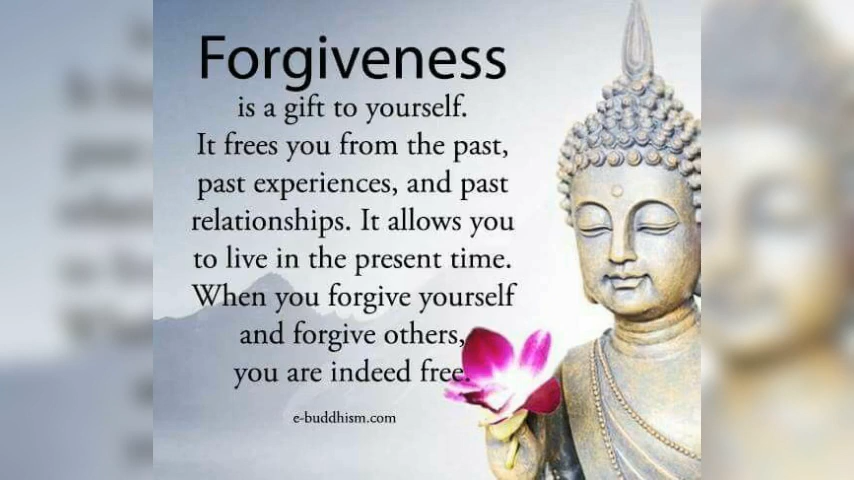 Forgiveness
is a gift to yourself.
It frees you from the past,
past experiences, and past
relationships. It allows you
to live in the present time.
When you forgive yourself
and forgive others,
you are indeed free.
e-buddhism.com